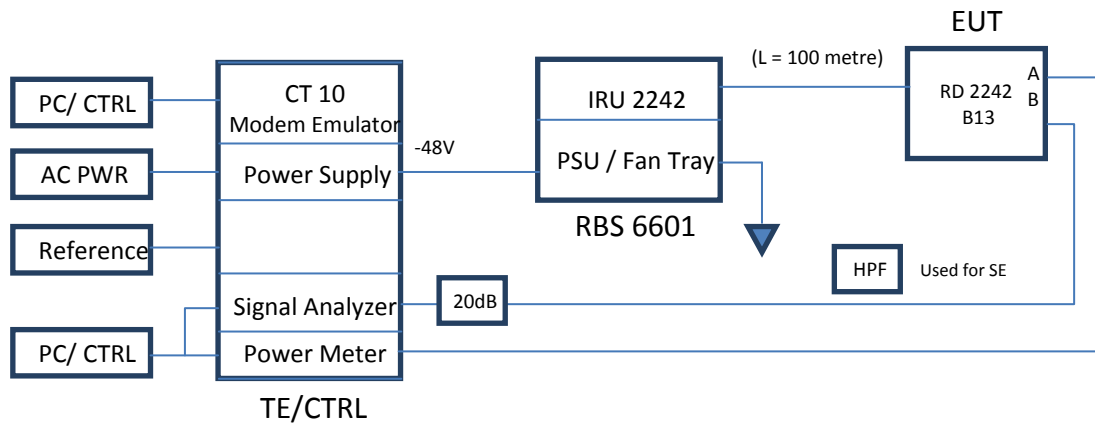 EUT
(L = 100 metre)
PC/ CTRL
CT 10
Modem Emulator
IRU 2242
RD 2242
B13
A
B
-48V
AC PWR
Power Supply
PSU / Fan Tray
RBS 6601
Reference
HPF
Used for SE
Signal Analyzer
20dB
PC/ CTRL
Power Meter
TE/CTRL